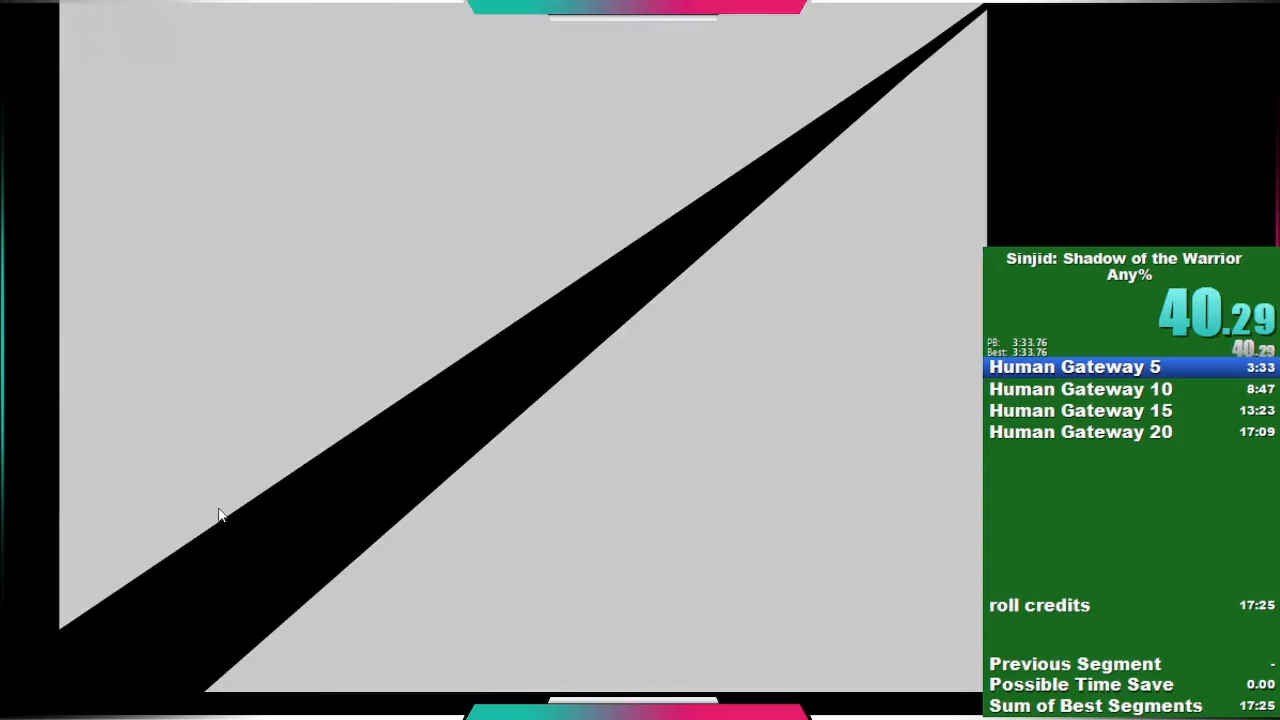 Sinjid: Shadow of the Warrior
Any%
40.29
PB: 3:33.76
40.29
Best: 3:33.76
Human Gateway 5 3:33
Human Gateway 10 8:47
Human Gateway 15 13:23
Human Gateway 20 17:09
roll credits 17:25
Previous Segment -
Possible Time Save 0.00
Sum of Best Segments 17:25